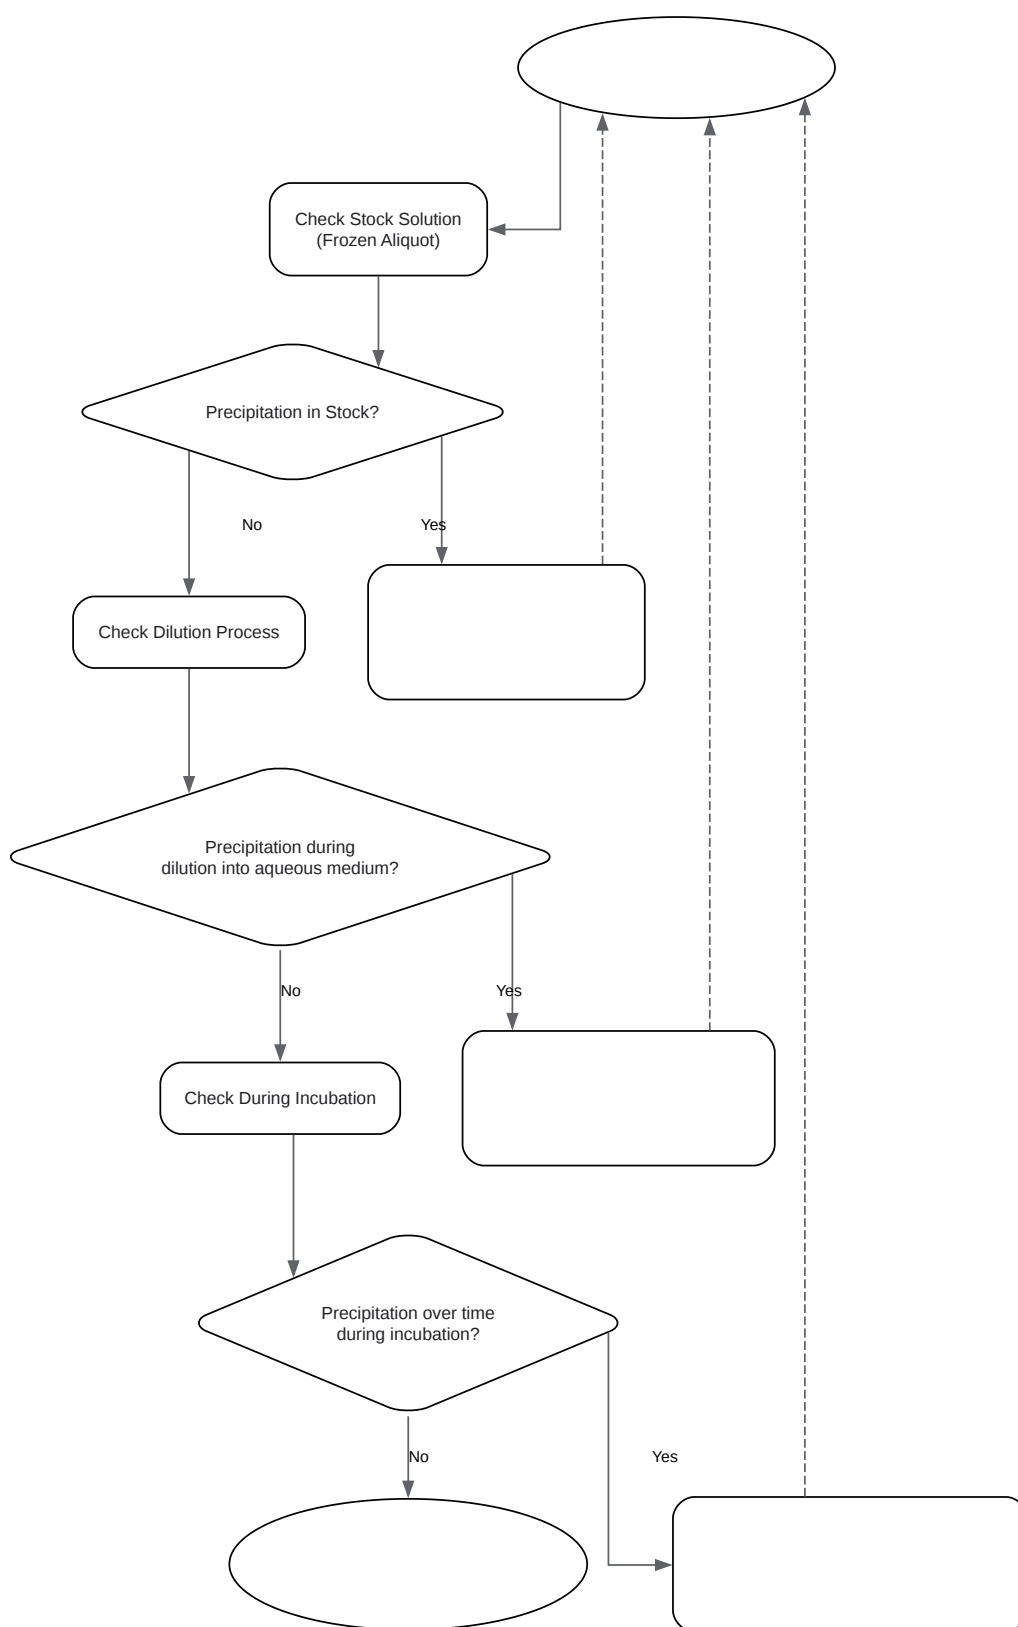 Check Stock Solution
(Frozen Aliquot)
Precipitation in Stock?
No
Yes
Check Dilution Process
Precipitation during
dilution into aqueous medium?
No
Yes
Check During Incubation
Precipitation over time
during incubation?
No
Yes